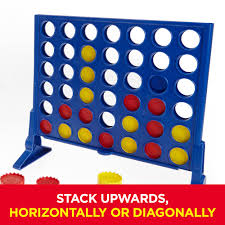 STACK UPWARDS,
HORIZONTALLY OR DIAGONALLY